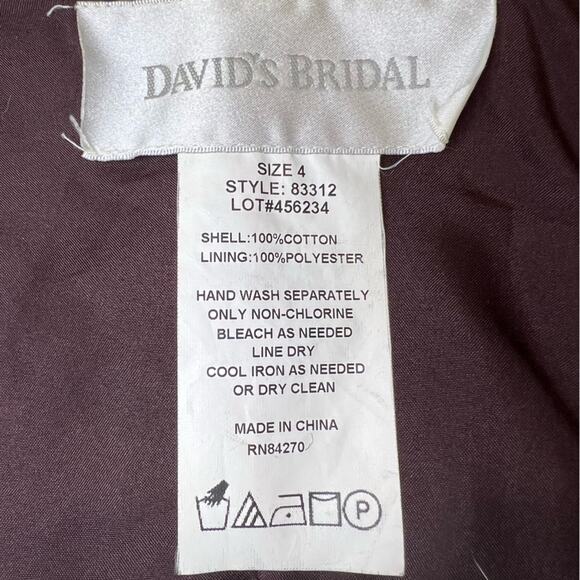 DAVID'S BRIDAL
SIZE 4
STYLE: 83312
LOT#456234
SHELL:100%COTTON
LINING:100%POLYESTER
HAND WASH SEPARATELY
ONLY NON-CHLORINE
BLEACH AS NEEDED
LINE DRY
COOL IRON AS NEEDED
OR DRY CLEAN
MADE IN CHINA
RN84270
P